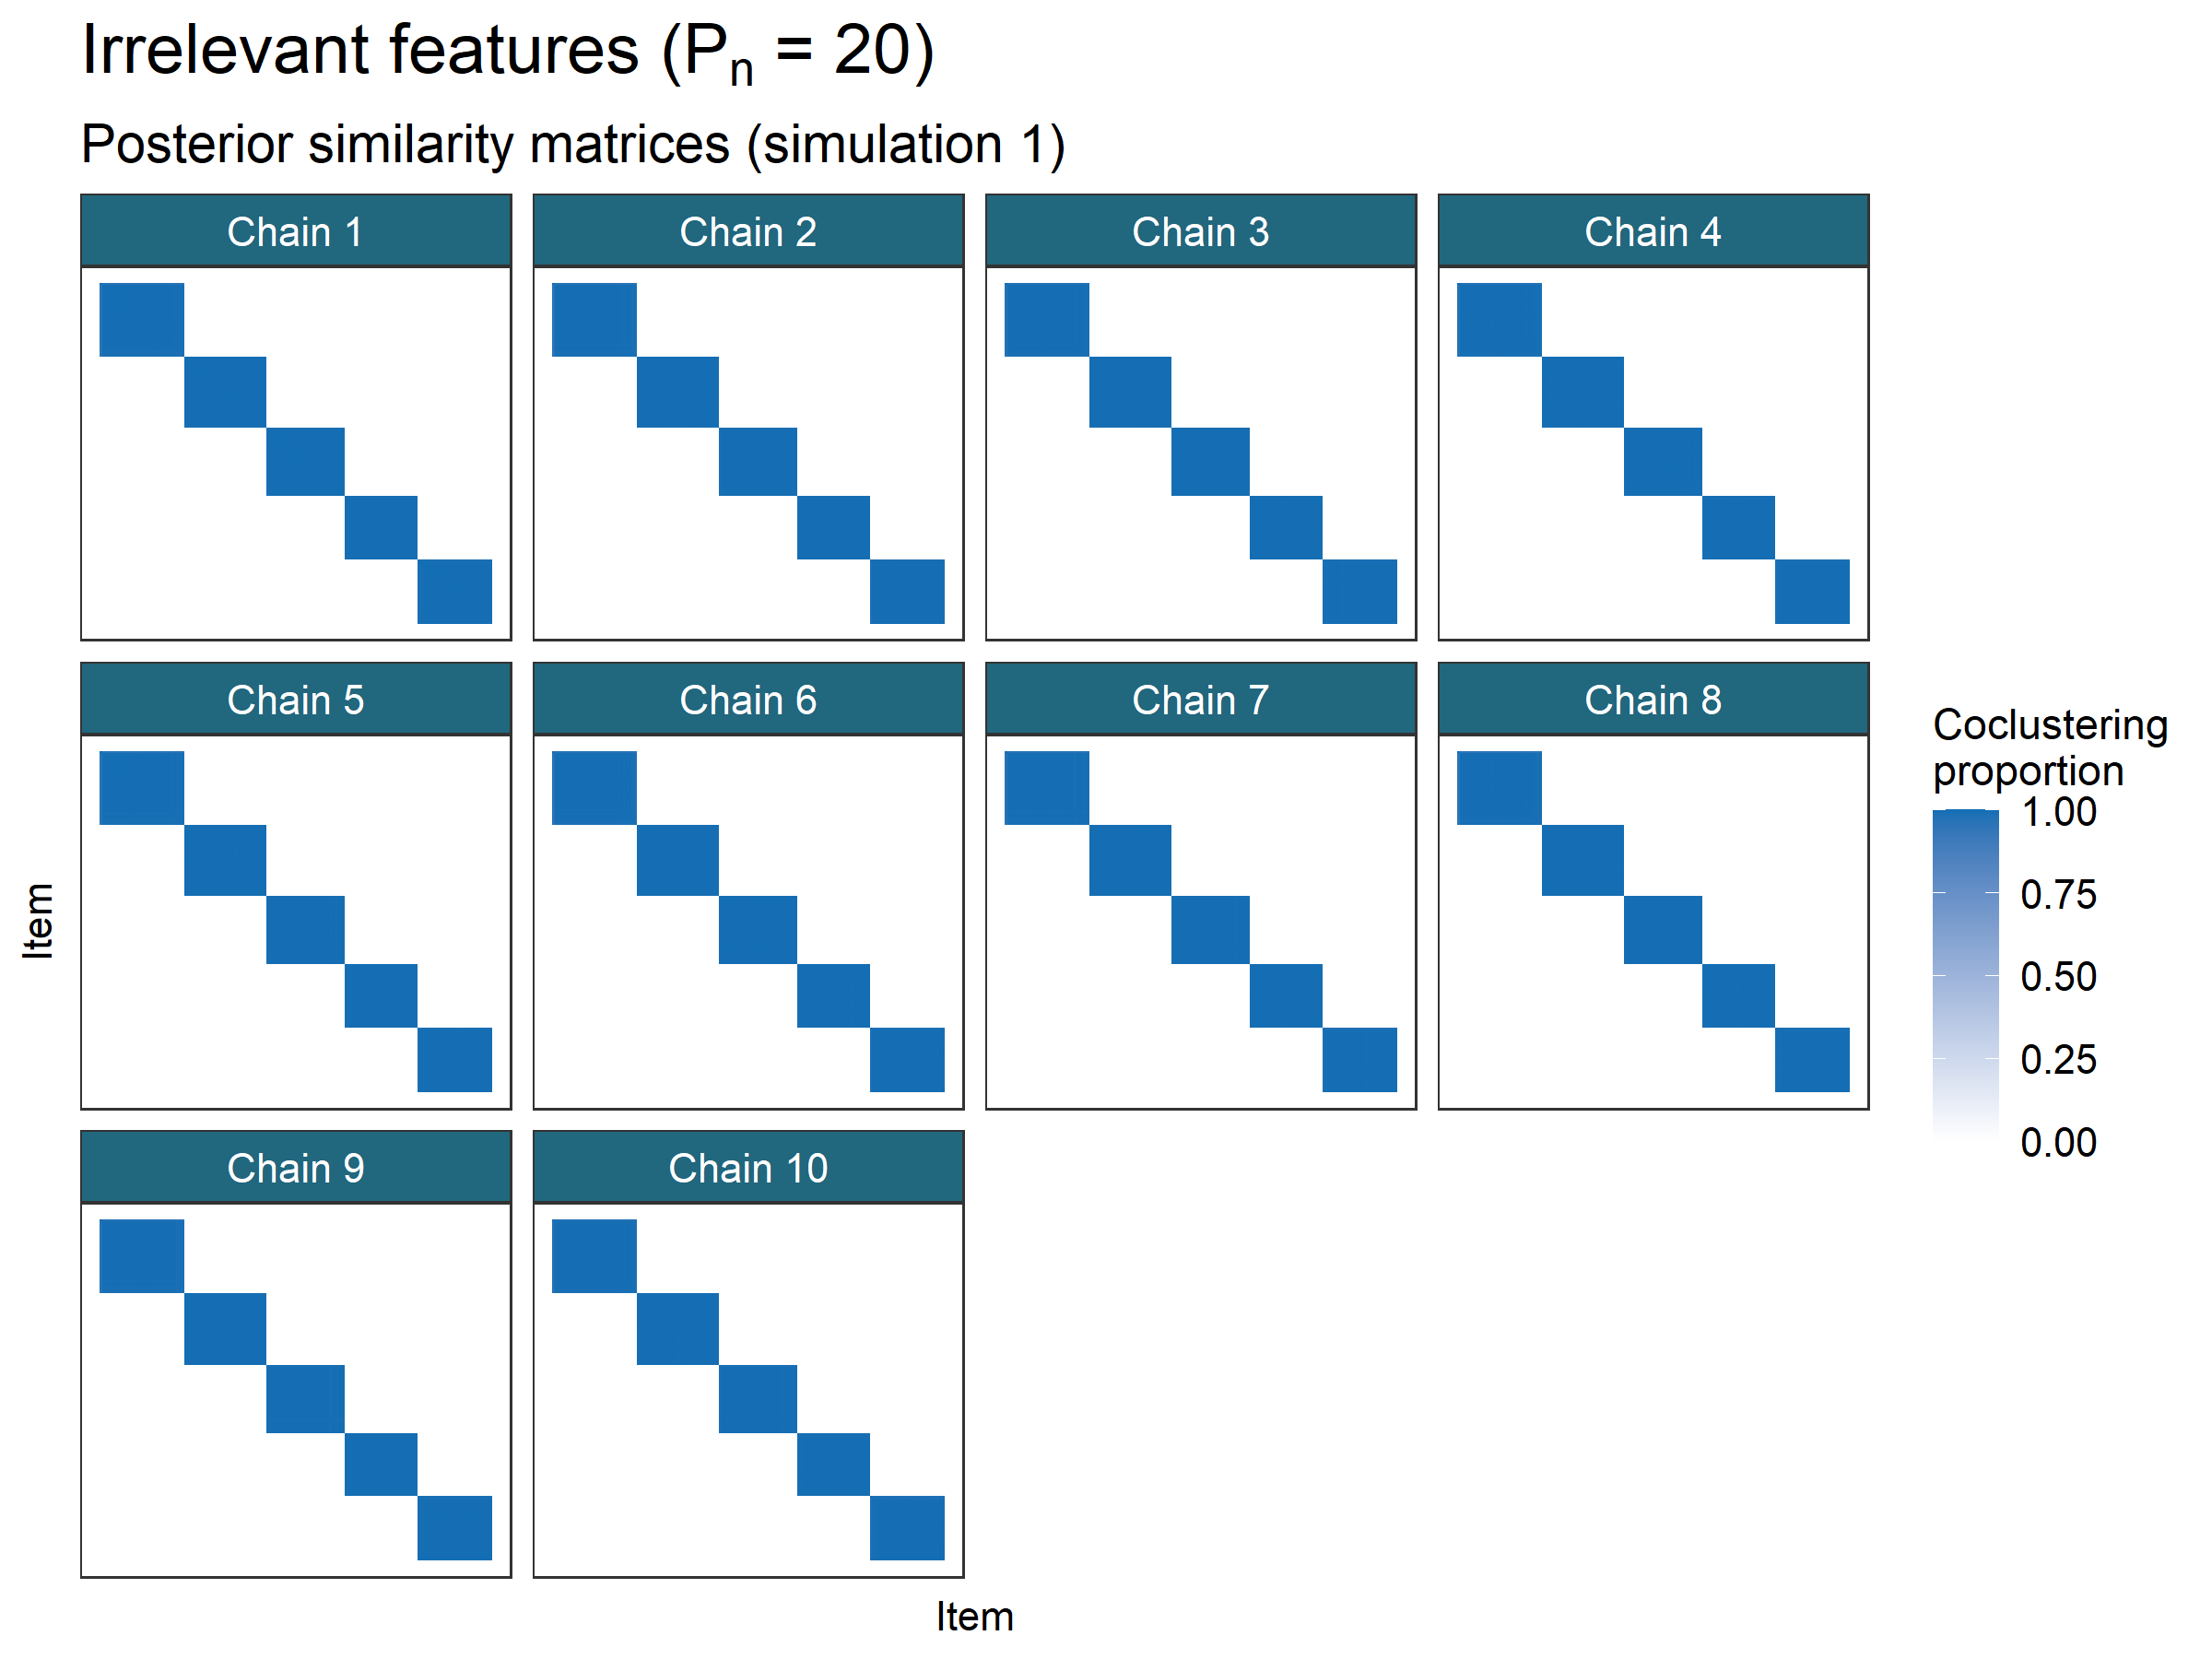 Irrelevant features (Pn = 20)
Posterior similarity matrices (simulation 1)
Chain 1
Chain 2
Chain 3
Chain 4
Chain 5
Chain 6
Chain 7
Chain 8
Chain 9
Chain 10
Item
Item
Coclustering
proportion
1.00
0.75
0.50
0.25
0.00